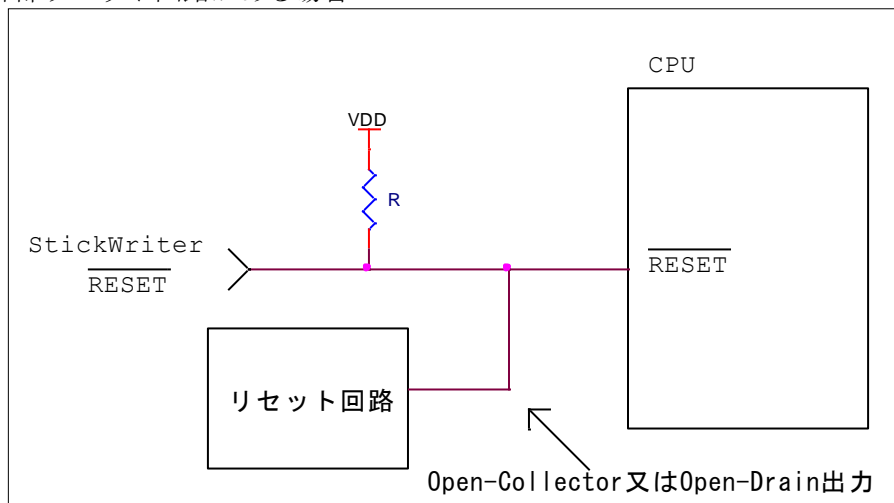 CPU
VDD
R
StickWriter
RESET
RESET
リセット回路
Open-Collector又はOpen-Drain出力